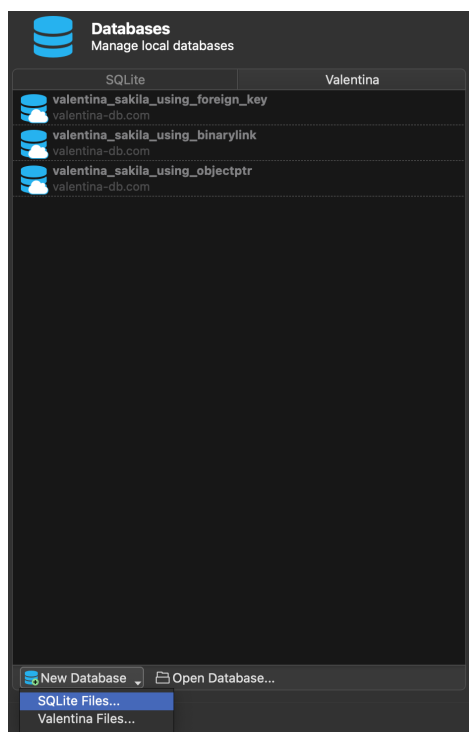 Databases
Manage local databases
SQLite
Valentina
valentina_sakila_using_foreign_key
valentina-db.com
valentina_sakila_using_binarylink
valentina-db.com
valentina_sakila_using_objectptr
valentina-db.com
New Database
Open Database...
SQLite Files...
Valentina Files...